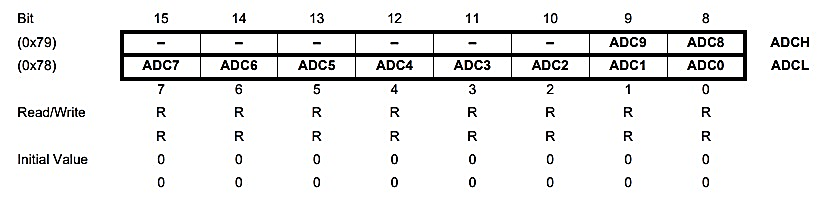 Bit 15 14 13 12 11 10 9 8
(0x79) – – – – – – ADC9 ADC8 ADCH
(0x78) ADC7 ADC6 ADC5 ADC4 ADC3 ADC2 ADC1 ADC0 ADCL
7 6 5 4 3 2 1 0
Read/Write R R R R R R R R
R R R R R R R R
Initial Value 0 0 0 0 0 0 0 0
0 0 0 0 0 0 0 0